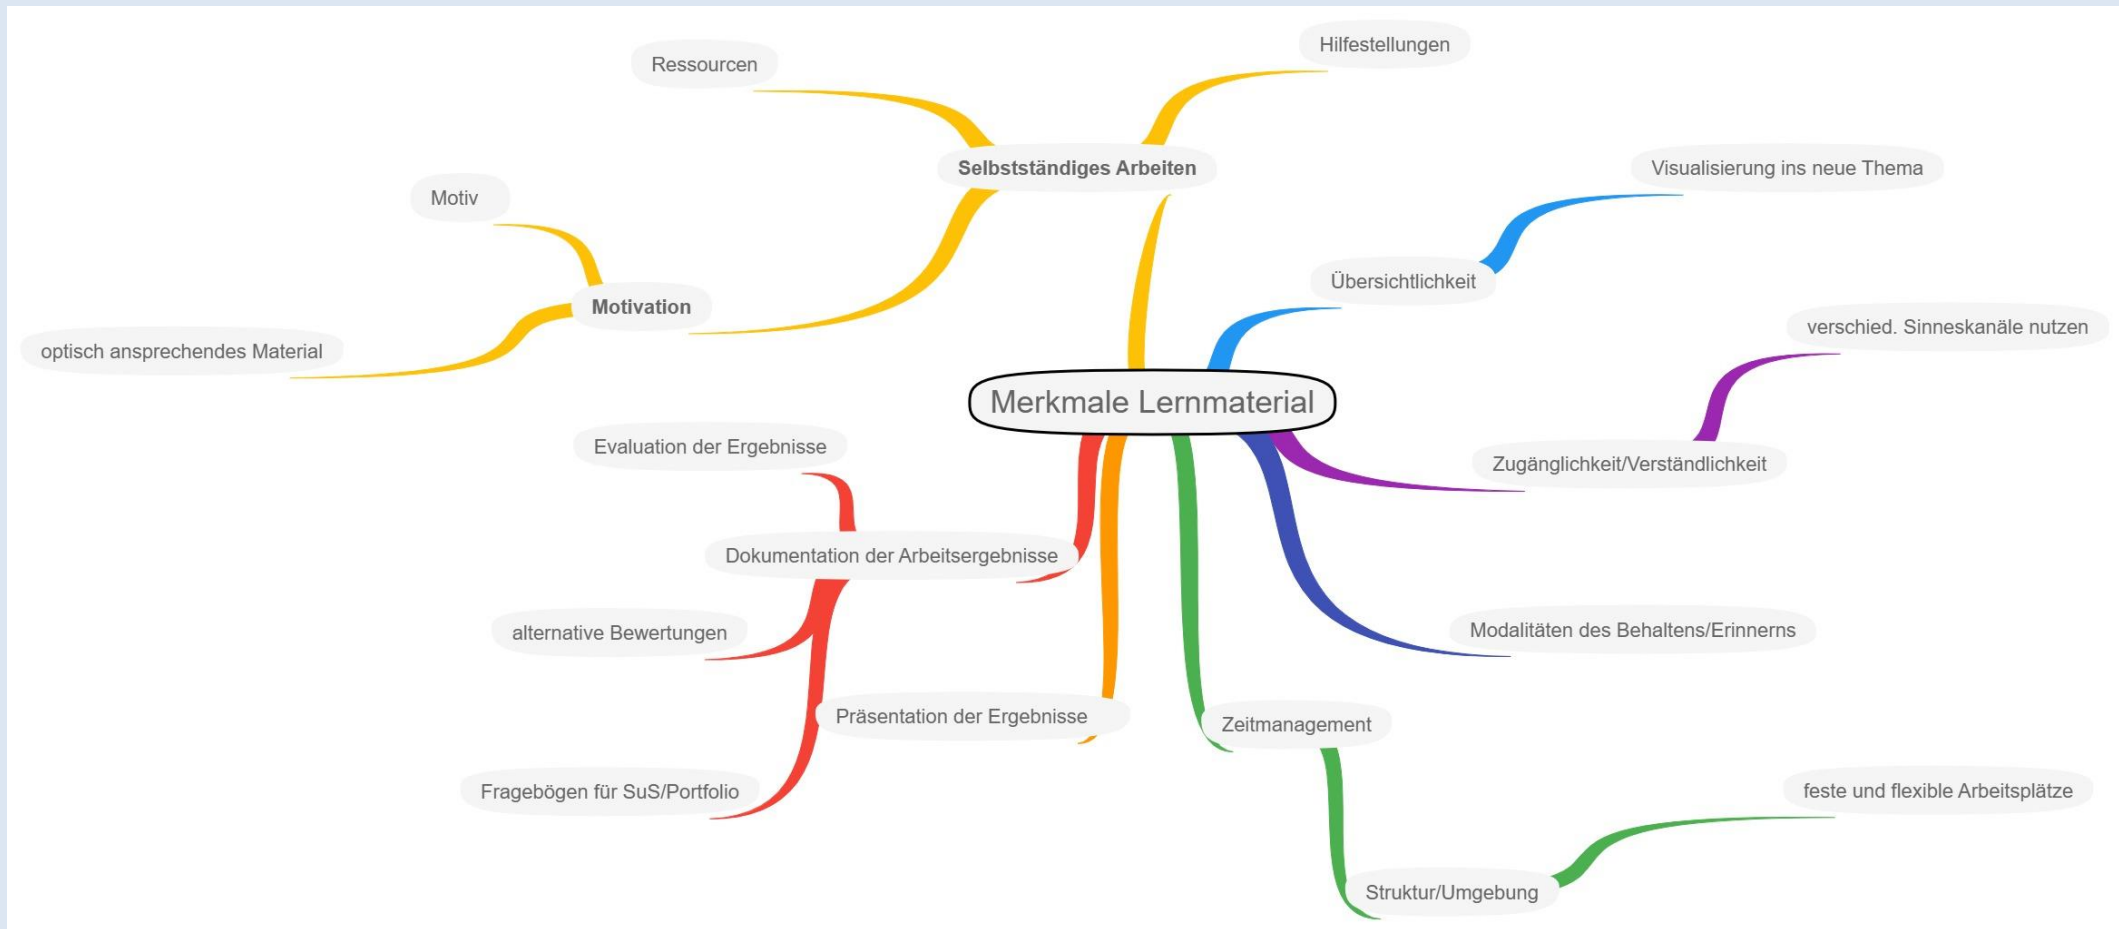 Hilfestellungen
Ressourcen
Selbstständiges Arbeiten
Visualisierung ins neue Thema
Motiv
Übersichtlichkeit
Motivation
verschied. Sinneskanäle nutzen
optisch ansprechendes Material
Merkmale Lernmaterial
Evaluation der Ergebnisse
Zugänglichkeit/Verständlichkeit
Dokumentation der Arbeitsergebnisse
Modalitäten des Behaltens/Erinnerns
alternative Bewertungen
Präsentation der Ergebnisse
Zeitmanagement
Fragebögen für SuS/Portfolio
feste und flexible Arbeitsplätze
Struktur/Umgebung